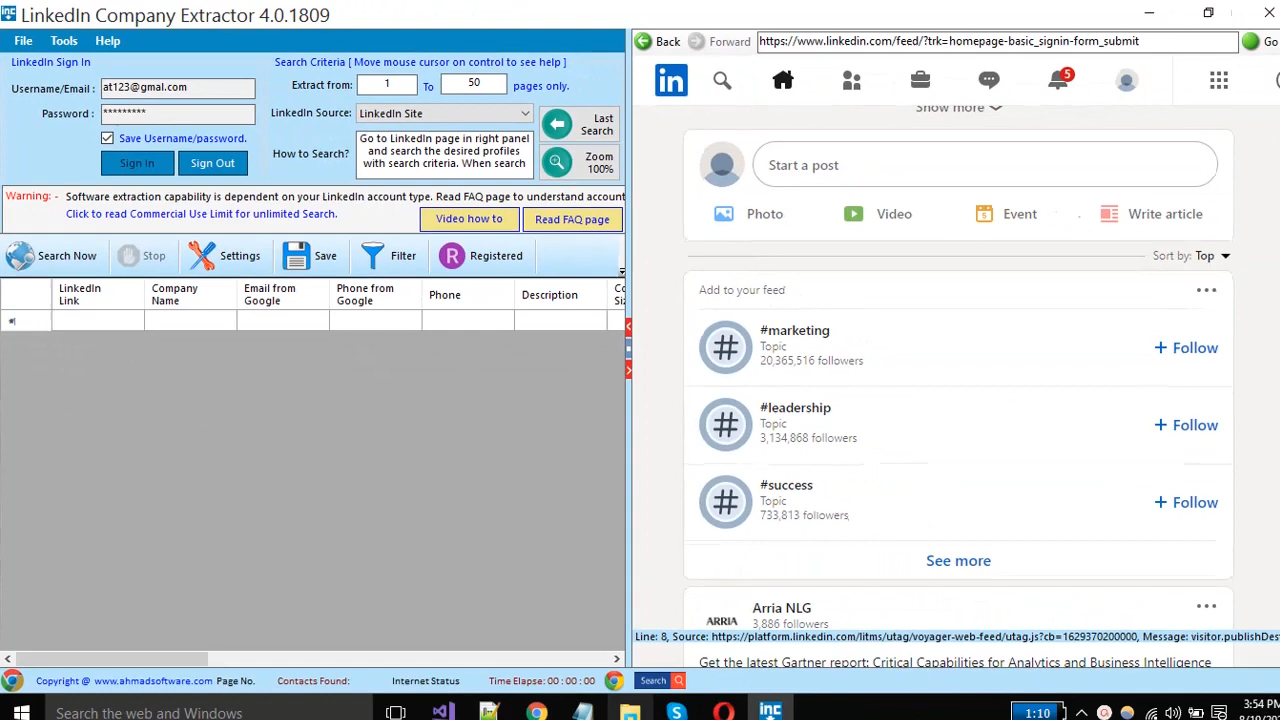 LinkedIn Company Extractor 4.0.1809
File Tools Help
LinkedIn Sign In
Username/Email : at123@gmal.com
Password : *********
Save Username/password.
Sign In Sign Out
Search Criteria [ Move mouse cursor on control to see help ]
Extract from: 1 To 50 pages only.
LinkedIn Source: LinkedIn Site
How to Search?
Go to LinkedIn page in right panel
and search the desired profiles
with search criteria. When search
Last
Search
Zoom
100%
Warning: - Software extraction capability is dependent on your LinkedIn account type. Read FAQ page to understand account
Click to read Commercial Use Limit for unlimited Search.
Video how to Read FAQ page
Search Now Stop Settings Save Filter R Registered
LinkedIn
Link
Company
Name
Email from
Google
Phone from
Google
Phone
Description
Co
Siz
Copyright @ www.ahmadsoftware.com Page No. Contacts Found: Internet Status Time Elapse: 00 : 00 : 00
Back Forward https://www.linkedin.com/feed/?trk=homepage-basic_signin-form_submit Go
in
5
Show more
Start a post
Photo Video Event Write article
Sort by: Top
Add to your feed
#marketing
Topic
20,365,516 followers
+ Follow
#leadership
Topic
3,134,868 followers
+ Follow
#success
Topic
733,813 followers
+ Follow
See more
ARRIA
Arria NLG
3,886 followers
Line: 8, Source: https://platform.linkedin.com/litms/utag/voyager-web-feed/utag.js?cb=1629370200000, Message: visitor.publishDes
Get the latest Gartner report: Critical Capabilities for Analytics and Business Intelligence
Search
Search the web and Windows
1:10
3:54 PM